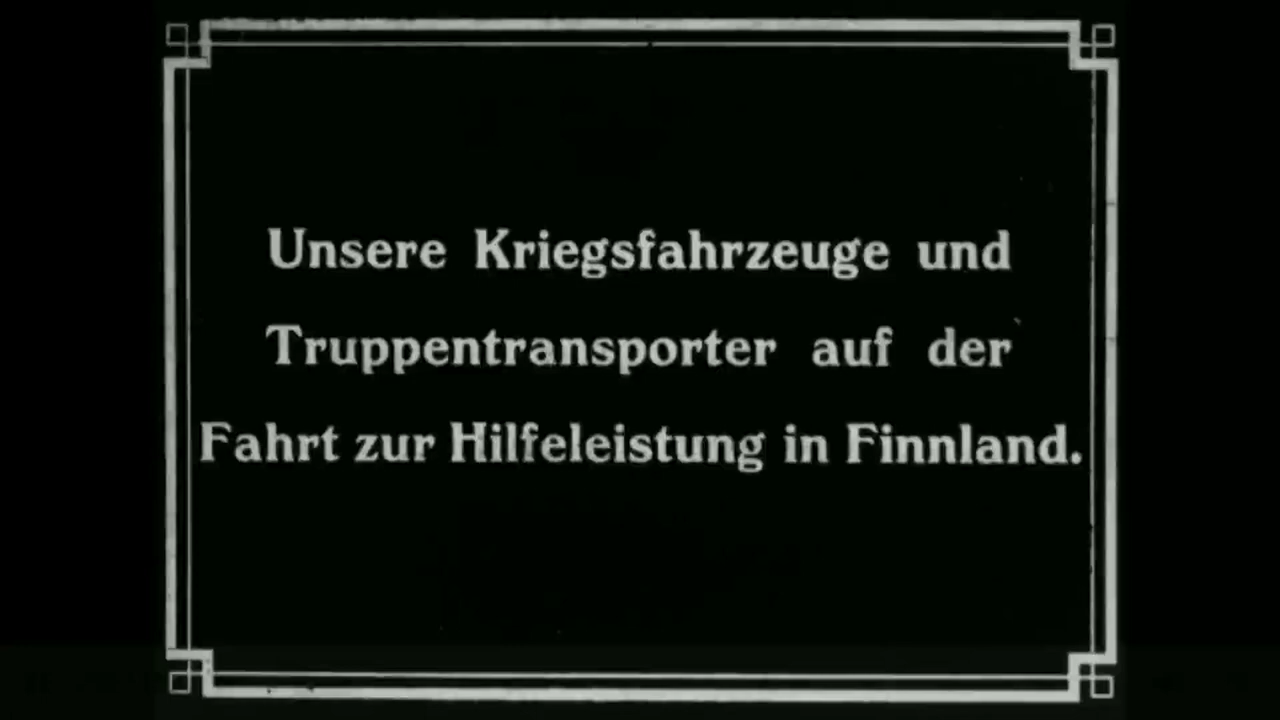 Unsere Kriegsfahrzeuge und
Truppentransporter auf der
Fahrt zur Hilfeleistung in Finnland.